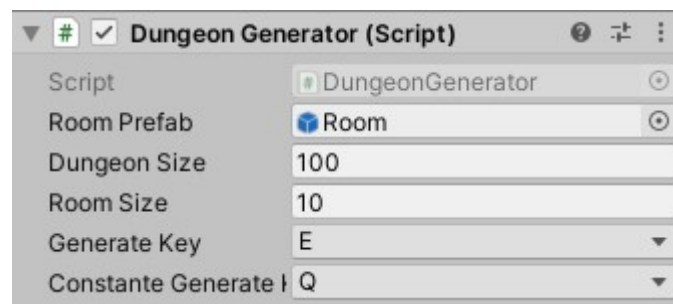 # Dungeon Generator (Script)
Script # DungeonGenerator
Room Prefab Room
Dungeon Size 100
Room Size 10
Generate Key E
Constante Generate Q